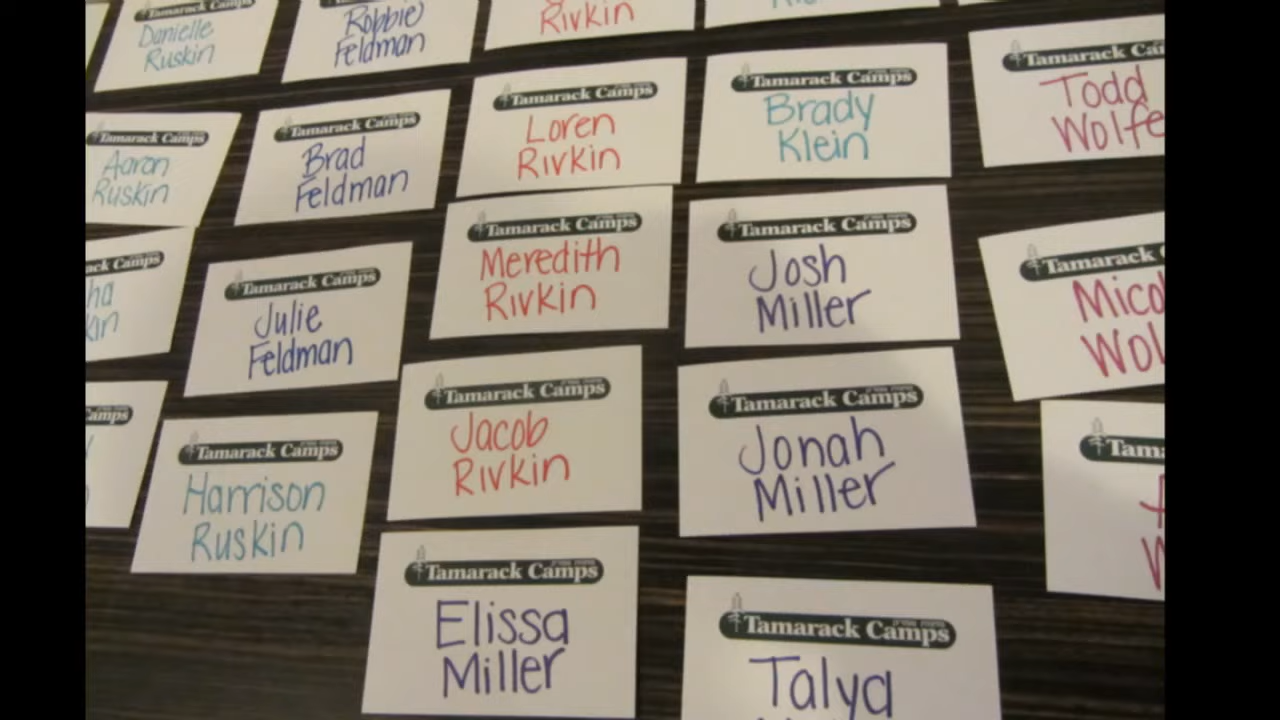 Tamarack Camps
Danielle
Ruskin
Robbie
Feldman
Rivkin
Tamarack Camps
Aaron
Ruskin
Tamarack Camps
Brad
Feldman
Tamarack Camps
Loren
Rivkin
Tamarack Camps
Brady
Klein
Tamarack
Todd
Camps
Tamarack Camps
Julie
Feldman
Tamarack Camps
Meredith
Rivkin
Tamarack Camps
Josh
Miller
Tamarack
Camps
Tamarack Camps
Harrison
Ruskin
Tamarack Camps
Jacob
Rivkin
Tamarack Camps
Jonah
Miller
Tamarack Camps
Elissa
Miller
Tamarack Camps
Talya